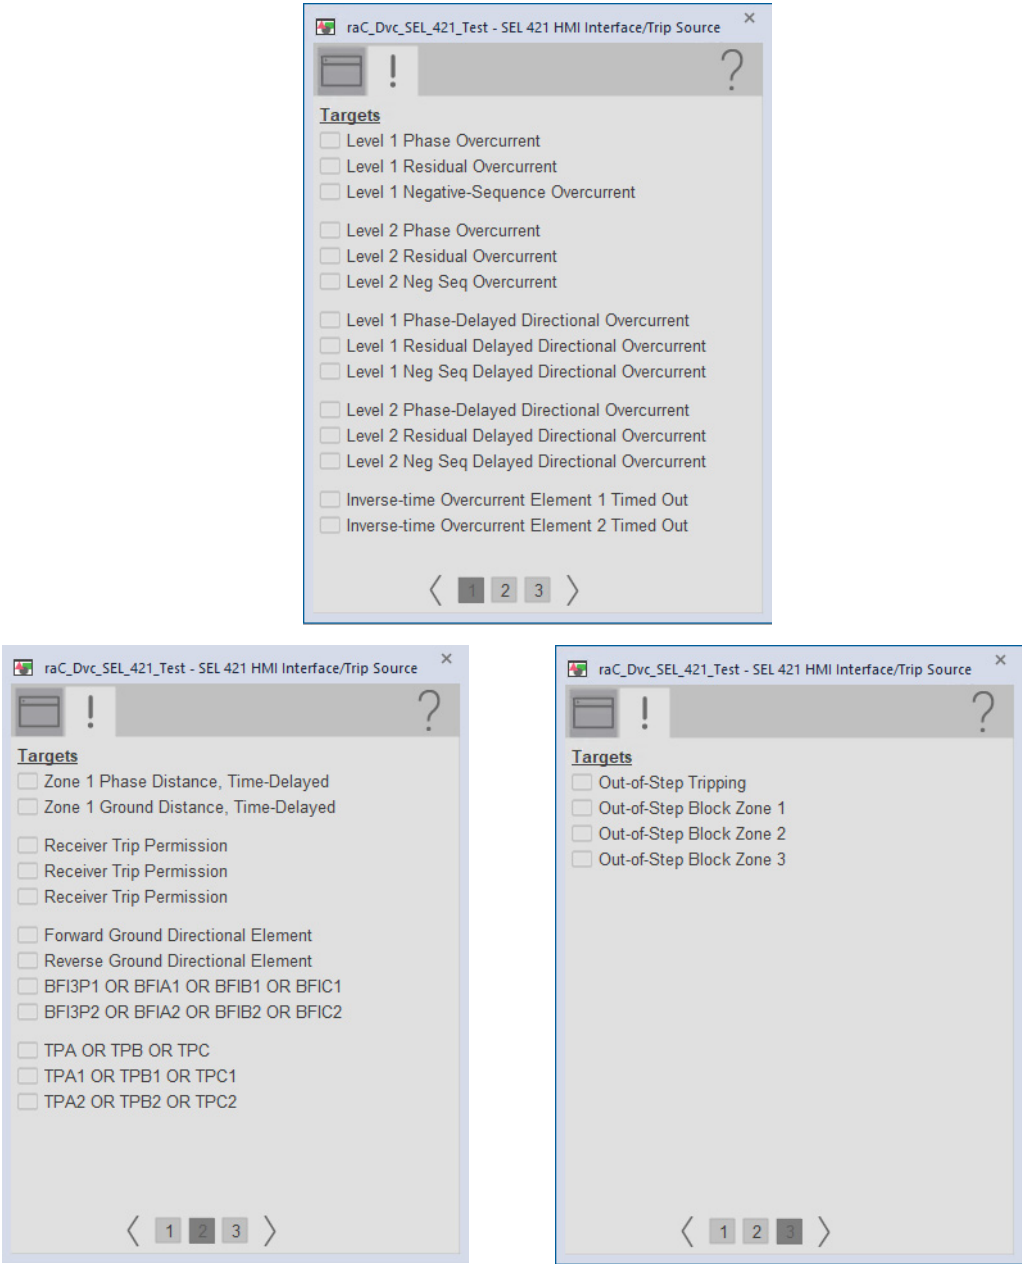 raC_Dvc_SEL_421_Test - SEL 421 HMI Interface/Trip Source
Targets
Level 1 Phase Overcurrent
Level 1 Residual Overcurrent
Level 1 Negative-Sequence Overcurrent
Level 2 Phase Overcurrent
Level 2 Residual Overcurrent
Level 2 Neg Seq Overcurrent
Level 1 Phase-Delayed Directional Overcurrent
Level 1 Residual Delayed Directional Overcurrent
Level 1 Neg Seq Delayed Directional Overcurrent
Level 2 Phase-Delayed Directional Overcurrent
Level 2 Residual Delayed Directional Overcurrent
Level 2 Neg Seq Delayed Directional Overcurrent
Inverse-time Overcurrent Element 1 Timed Out
Inverse-time Overcurrent Element 2 Timed Out
1 2 3
raC_Dvc_SEL_421_Test - SEL 421 HMI Interface/Trip Source
Targets
Zone 1 Phase Distance, Time-Delayed
Zone 1 Ground Distance, Time-Delayed
Receiver Trip Permission
Receiver Trip Permission
Receiver Trip Permission
Forward Ground Directional Element
Reverse Ground Directional Element
BFI3P1 OR BFIA1 OR BFIB1 OR BFIC1
BFI3P2 OR BFIA2 OR BFIB2 OR BFIC2
TPA OR TPB OR TPC
TPA1 OR TPB1 OR TPC1
TPA2 OR TPB2 OR TPC2
1 2 3
raC_Dvc_SEL_421_Test - SEL 421 HMI Interface/Trip Source
Targets
Out-of-Step Tripping
Out-of-Step Block Zone 1
Out-of-Step Block Zone 2
Out-of-Step Block Zone 3
1 2 3